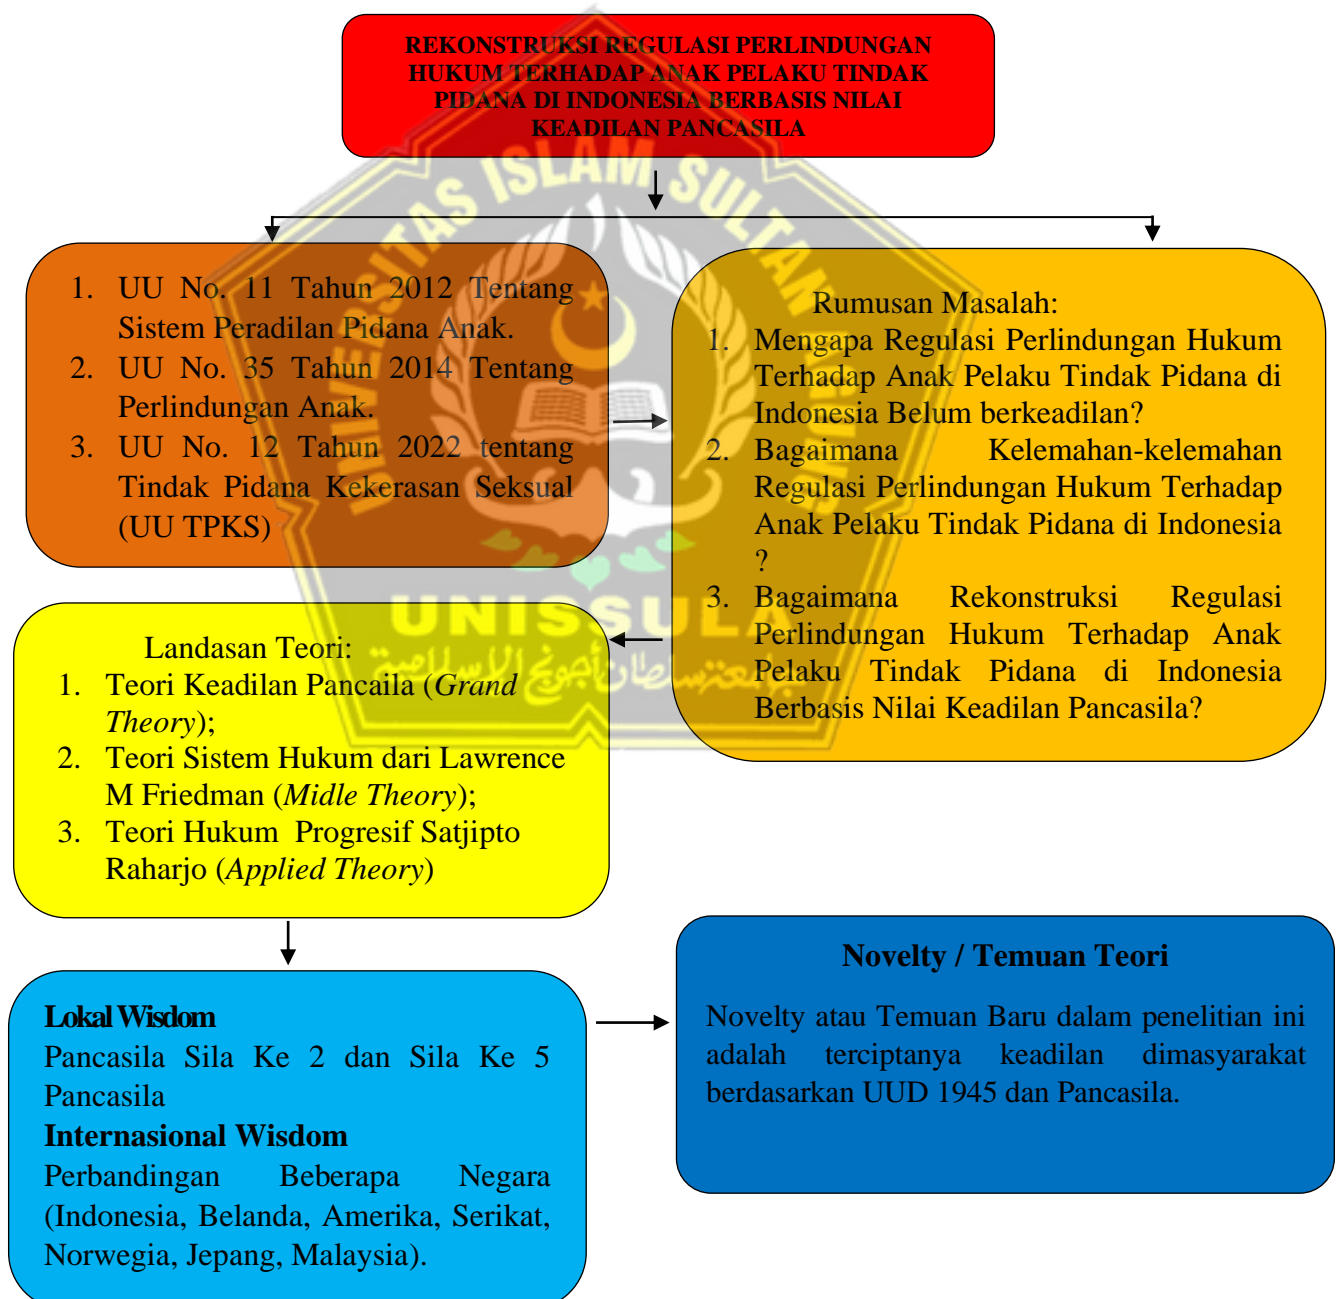 REKONSTRUKSI REGULASI PERLINDUNGAN
HUKUM TERHADAP ANAK PELAKU TINDAK
PIDANA DI INDONESIA BERBASIS NILAI
KEADILAN PANCASILA
UNIVERSITAS ISLAM SULTAN AGUNG
1. UU No. 11 Tahun 2012 Tentang
Sistem Peradilan Pidana Anak.
2. UU No. 35 Tahun 2014 Tentang
Perlindungan Anak.
3. UU No. 12 Tahun 2022 tentang
Tindak Pidana Kekerasan Seksual
(UU TPKS)
Rumusan Masalah:
1. Mengapa Regulasi Perlindungan Hukum
Terhadap Anak Pelaku Tindak Pidana di
Indonesia Belum berkeadilan?
2. Bagaimana Kelemahan-kelemahan
Regulasi Perlindungan Hukum Terhadap
Anak Pelaku Tindak Pidana di Indonesia
?
3. Bagaimana Rekonstruksi Regulasi
Perlindungan Hukum Terhadap Anak
Pelaku Tindak Pidana di Indonesia
Berbasis Nilai Keadilan Pancasila?
UNISSULA
جامعتسلطان أجونج الإسلامية
Landasan Teori:
1. Teori Keadilan Pancaila (Grand
Theory);
2. Teori Sistem Hukum dari Lawrence
M Friedman (Midle Theory);
3. Teori Hukum Progresif Satjipto
Raharjo (Applied Theory)
Lokal Wisdom
Pancasila Sila Ke 2 dan Sila Ke 5
Pancasila
Internasional Wisdom
Perbandingan Beberapa Negara
(Indonesia, Belanda, Amerika, Serikat,
Norwegia, Jepang, Malaysia).
Novelty / Temuan Teori
Novelty atau Temuan Baru dalam penelitian ini
adalah terciptanya keadilan dimasyarakat
berdasarkan UUD 1945 dan Pancasila.